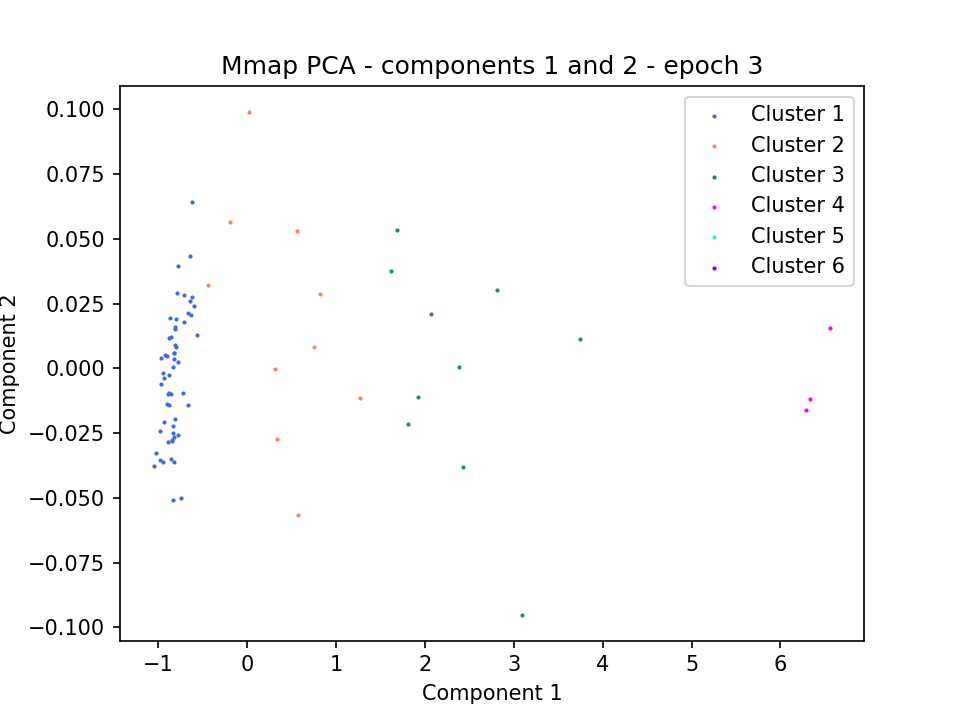 Mmap PCA - components 1 and 2 - epoch 3
Cluster 1
Cluster 2
Cluster 3
Cluster 4
Cluster 5
Cluster 6
0.100
0.075
0.050
0.025
0.000
−0.025
−0.050
−0.075
−0.100
Component 2
−1
0
1
2
3
4
5
6
Component 1